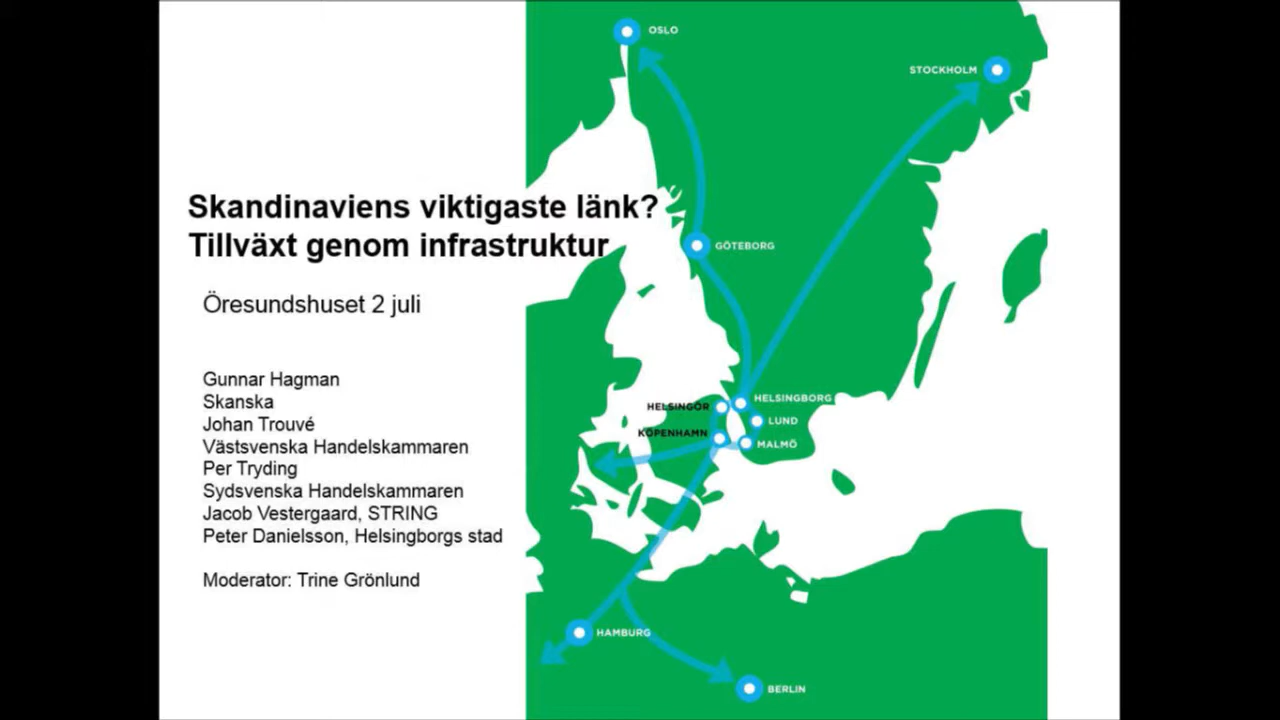 Skandinaviens viktigaste länk?
Tillväxt genom infrastruktur
Öresundshuset 2 juli
Gunnar Hagman
Skanska
Johan Trouvé
Västsvenska Handelskammaren
Per Tryding
Sydsvenska Handelskammaren
Jacob Vestergaard, STRING
Peter Danielsson, Helsingborgs stad
Moderator: Trine Grönlund
OSLO
STOCKHOLM
GÖTEBORG
HELSINGÖR
HELSINGBORG
LUND
KÖPENHAMN
MALMÖ
HAMBURG
BERLIN